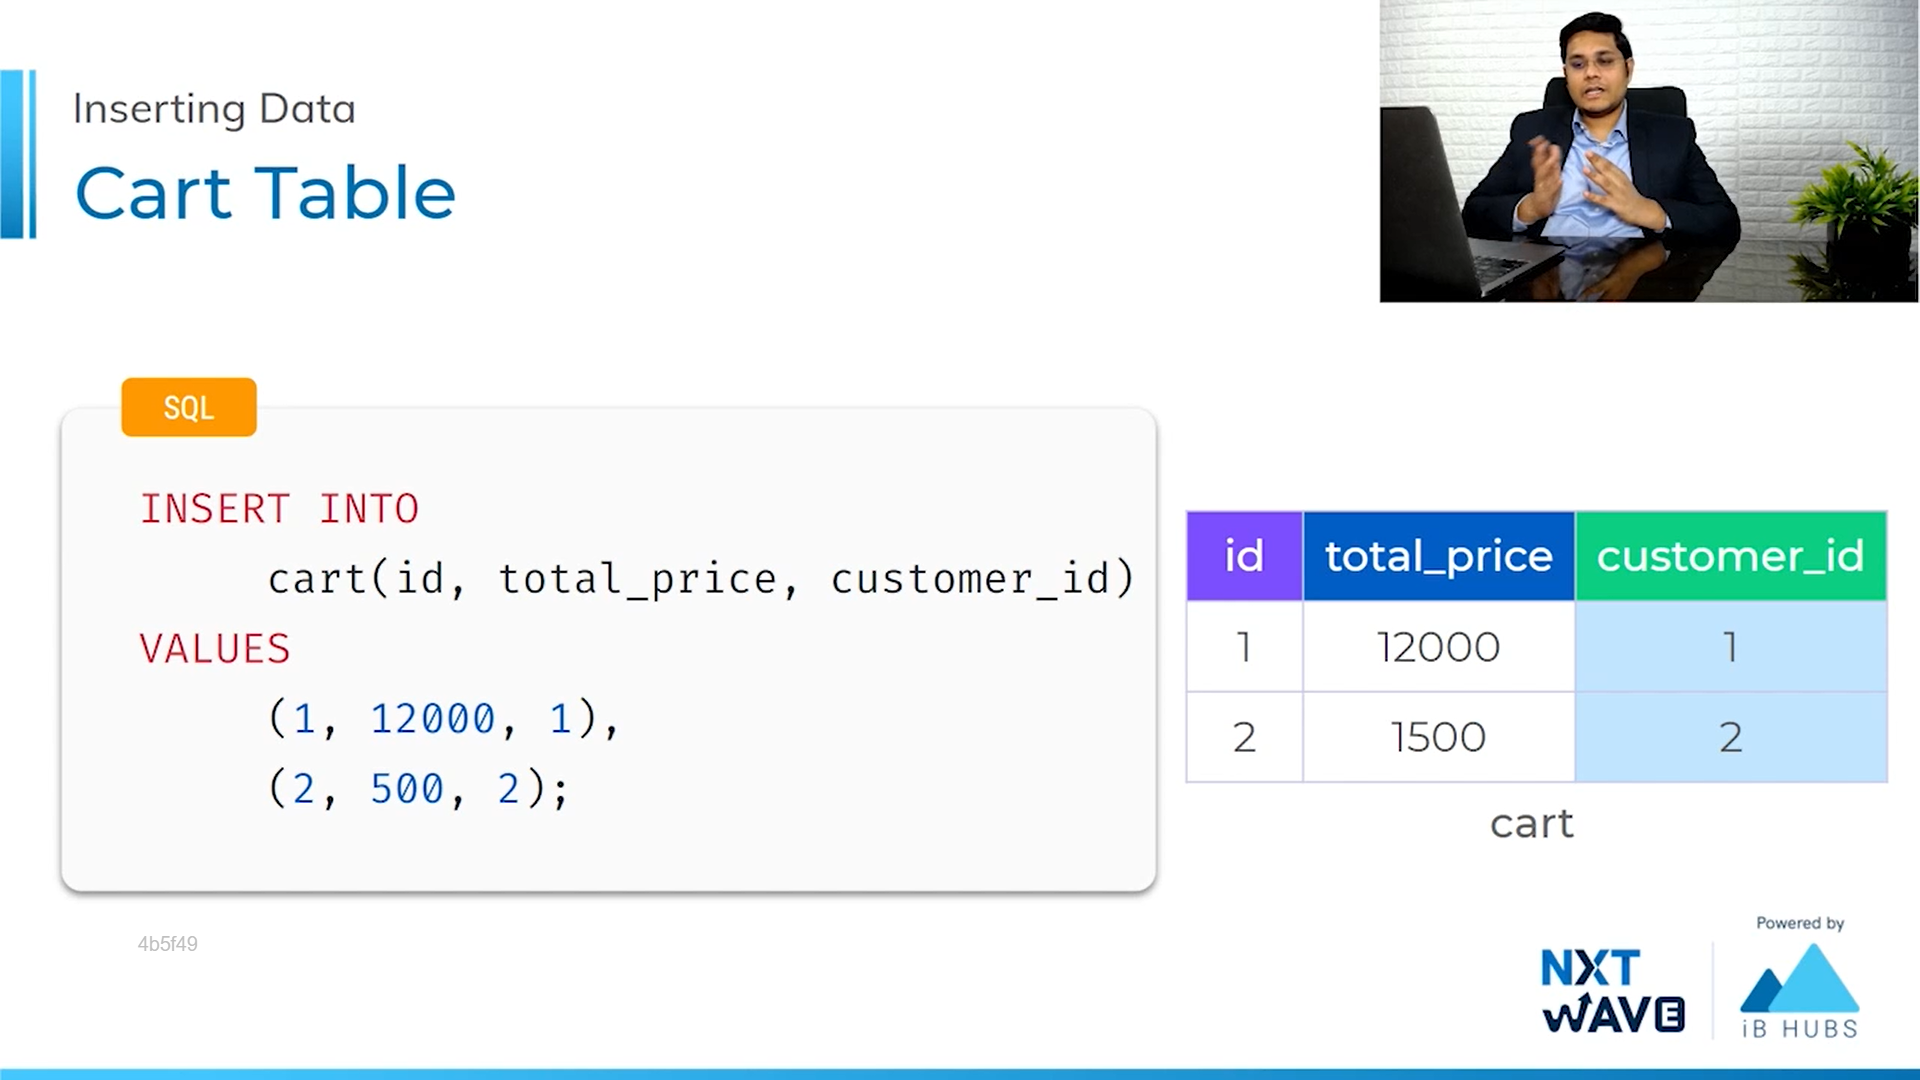 Inserting Data
Cart Table
SQL
INSERT INTO
cart(id, total_price, customer_id)
VALUES
(1, 12000, 1),
(2, 500, 2);
id total_price customer_id
1 12000 1
2 1500 2
cart
4b5f49
Powered by
NXT
WAVE
iB HUBS